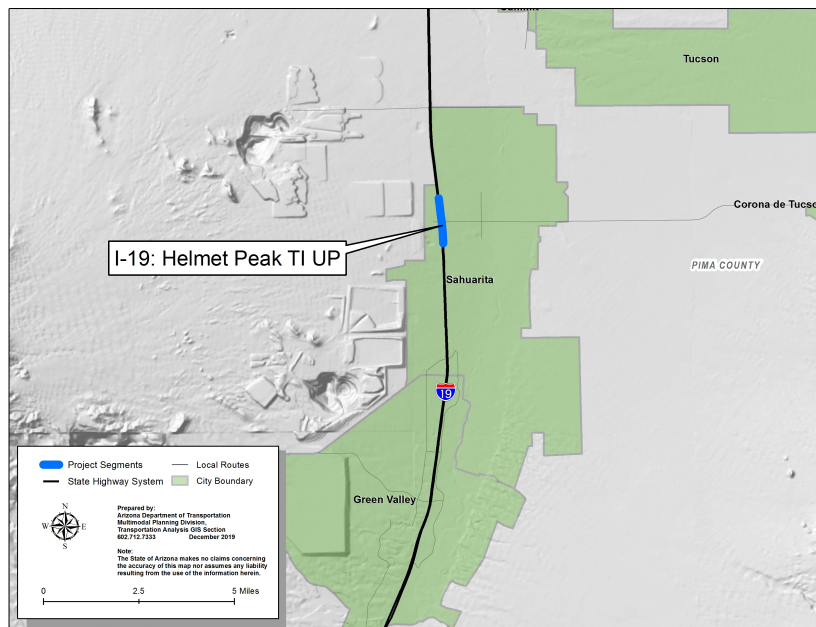 Summit
Tucson
Corona de Tucso
I-19: Helmet Peak TI UP
PIMA COUNTY
Sahuarita
19
Green Valley
Project Segments
Local Routes
State Highway System
City Boundary
N
W E
S
Prepared by:
Arizona Department of Transportation
Multimodal Planning Division,
Transportation Analysis GIS Section
602.712.7333 December 2019
Note:
The State of Arizona makes no claims concerning
the accuracy of this map nor assumes any liability
resulting from the use of the information herein.
0 2.5 5 Miles